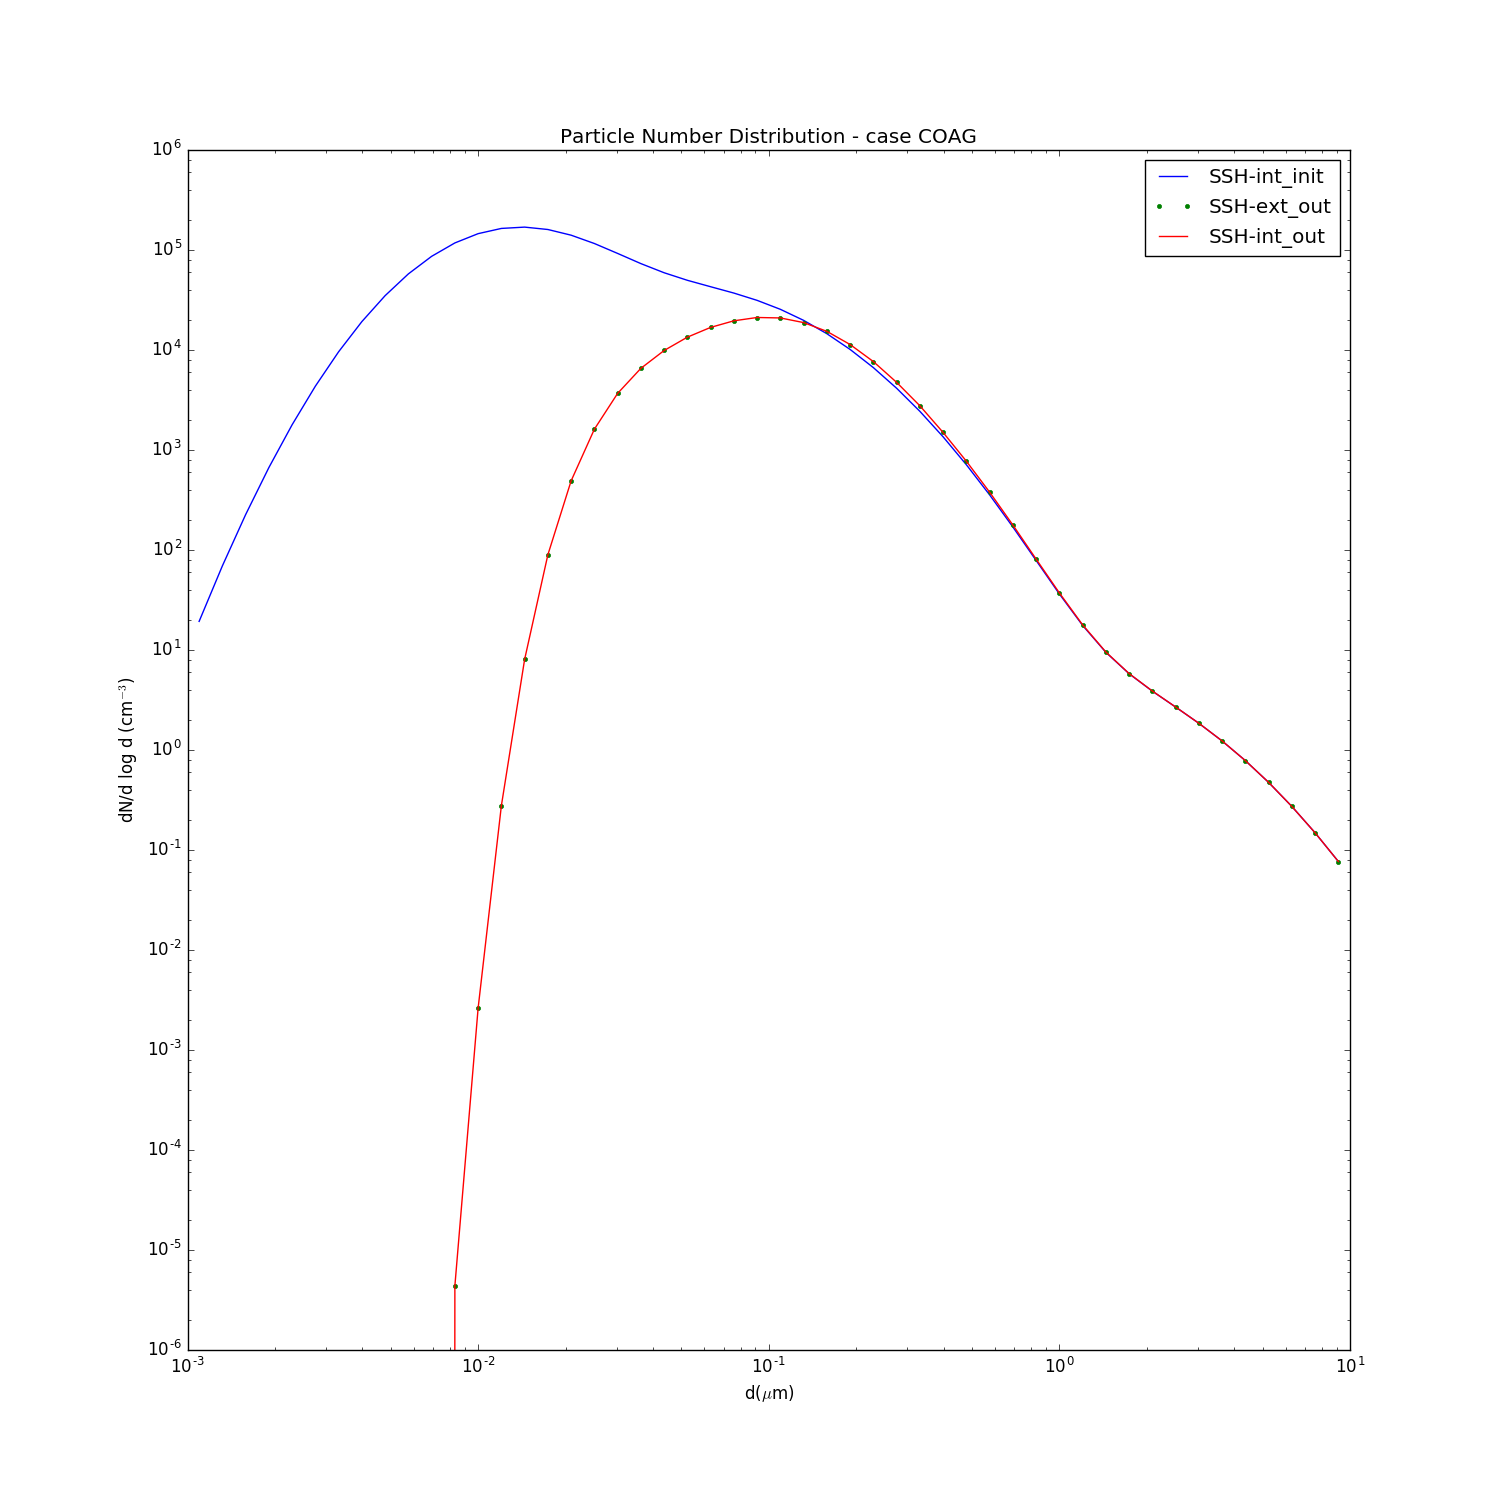 Particle Number Distribution - case COAG
10^6
10^5
10^4
10^3
10^2
10^1
10^0
10^-1
10^-2
10^-3
10^-4
10^-5
10^-6
dN/d log d (cm^−3)
SSH-int_init
SSH-ext_out
SSH-int_out
10^-3 10^-2 10^-1 10^0 10^1
d(μm)